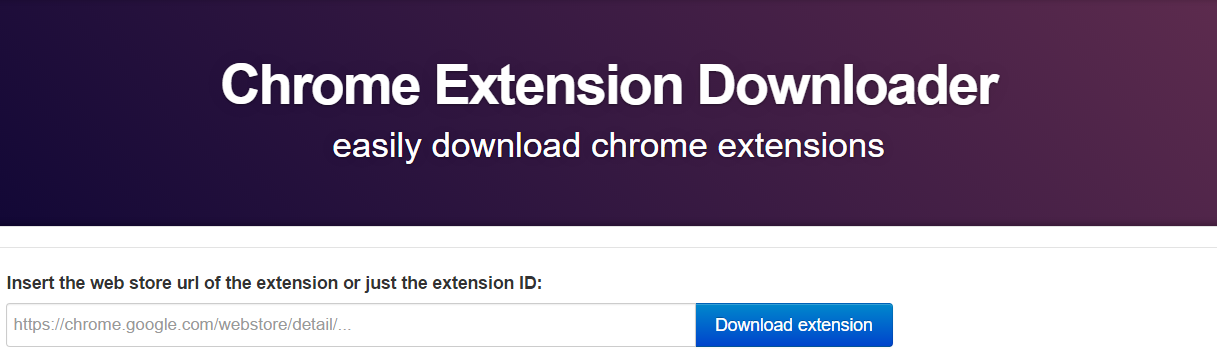 Chrome Extension Downloader
easily download chrome extensions
Insert the web store url of the extension or just the extension ID:
https://chrome.google.com/webstore/detail/...
Download extension